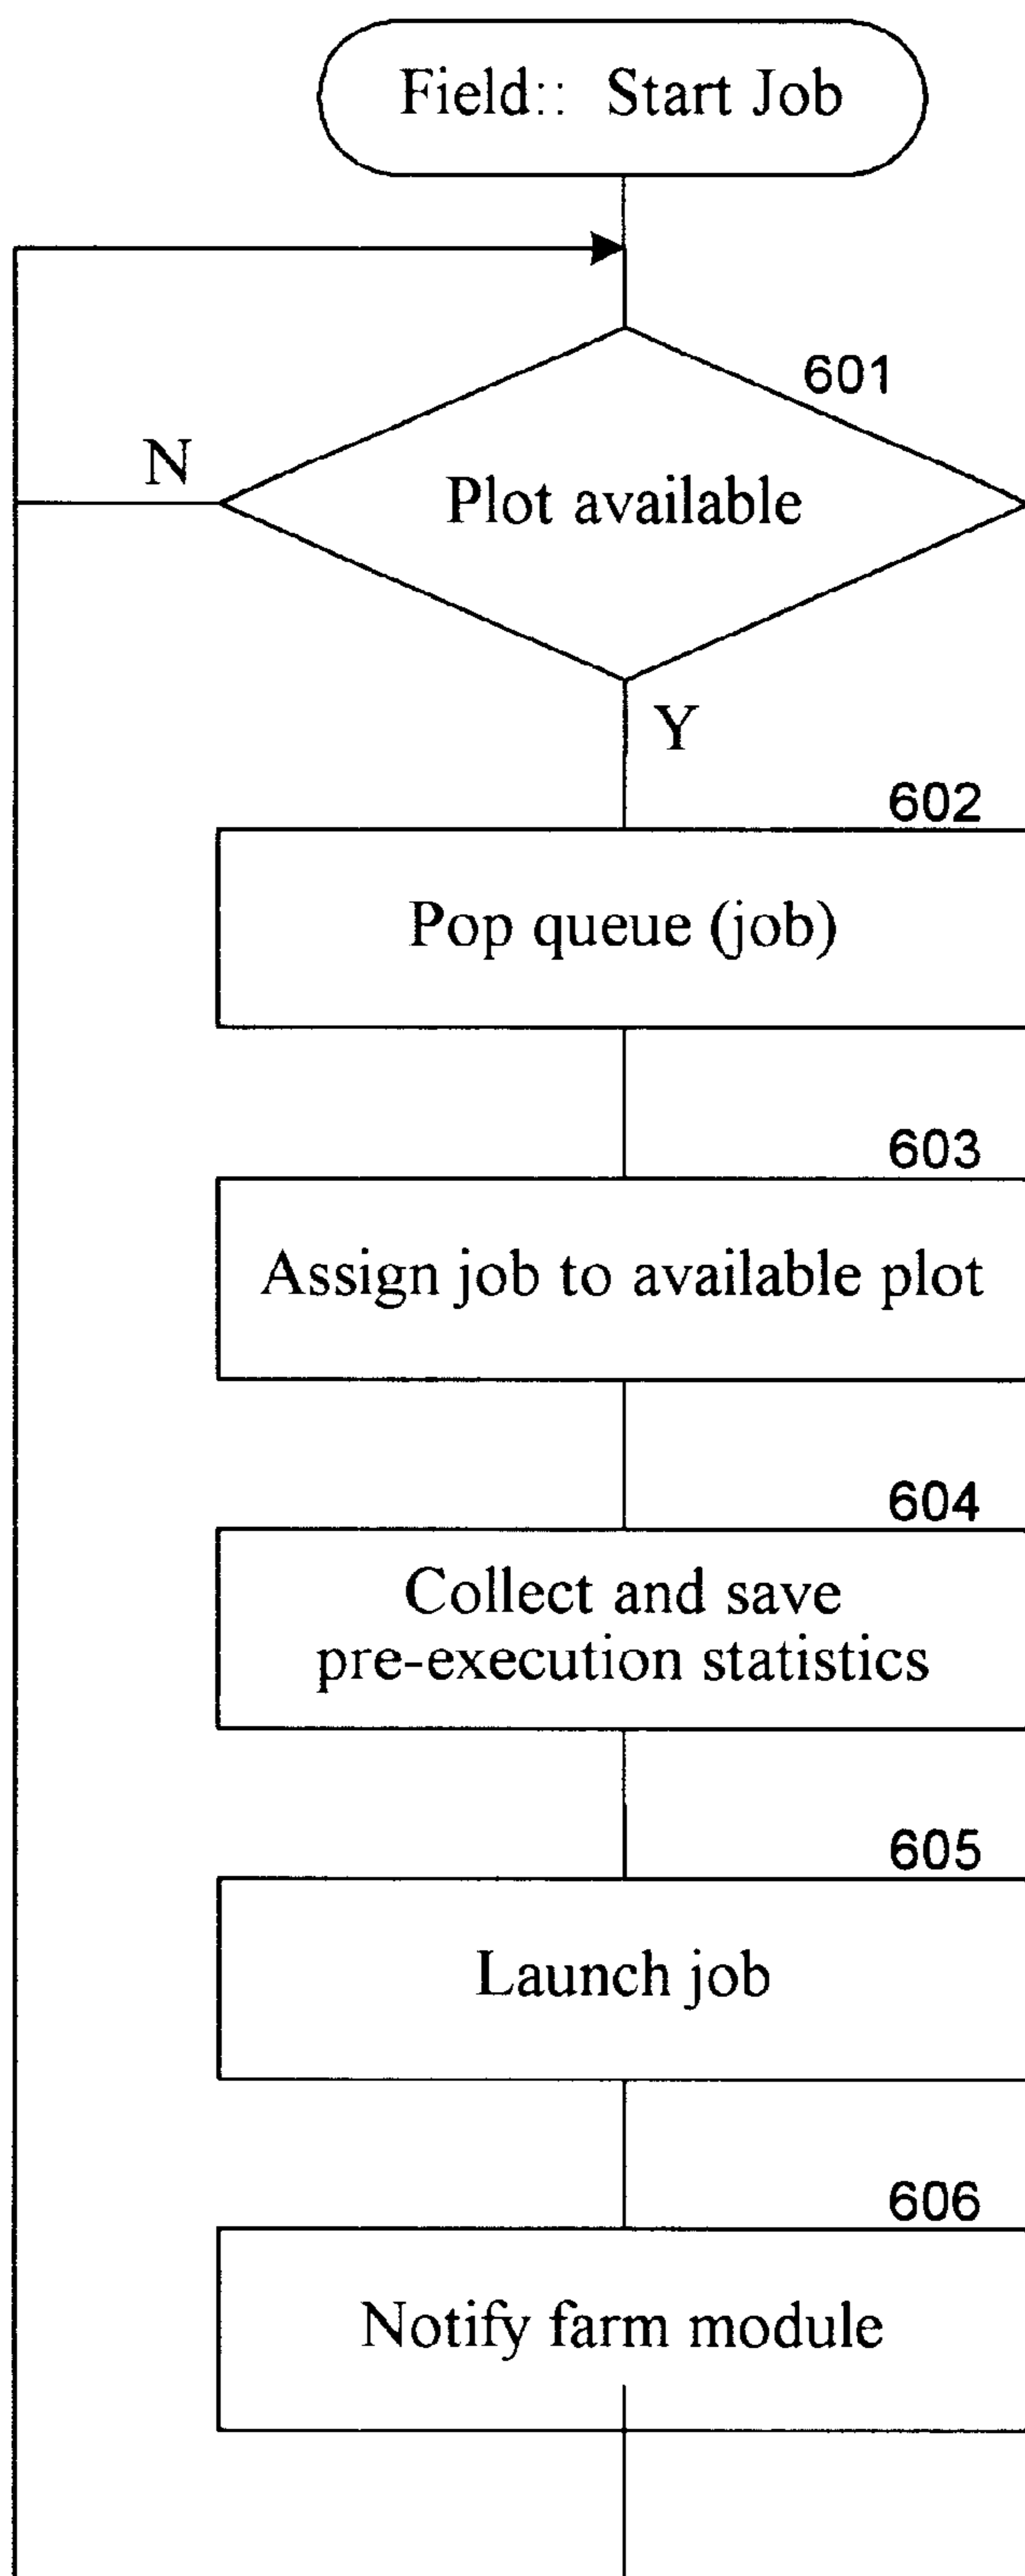 Field:: Start Job
601
N
Plot available
Y
602
Pop queue (job)
603
Assign job to available plot
604
Collect and save
pre-execution statistics
605
Launch job
606
Notify farm module